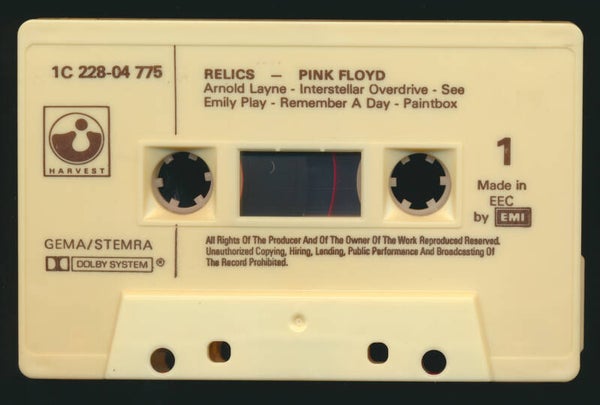 1C 228-04 775
RELICS — PINK FLOYD
Arnold Layne - Interstellar Overdrive - See
Emily Play - Remember A Day - Paintbox
HARVEST
1
Made in
EEC
by EMI
GEMA/STEMRA
DOLBY SYSTEM ®
All Rights Of The Producer And Of The Owner Of The Work Reproduced Reserved.
Unauthorized Copying, Hiring, Lending, Public Performance And Broadcasting Of
The Record Prohibited.